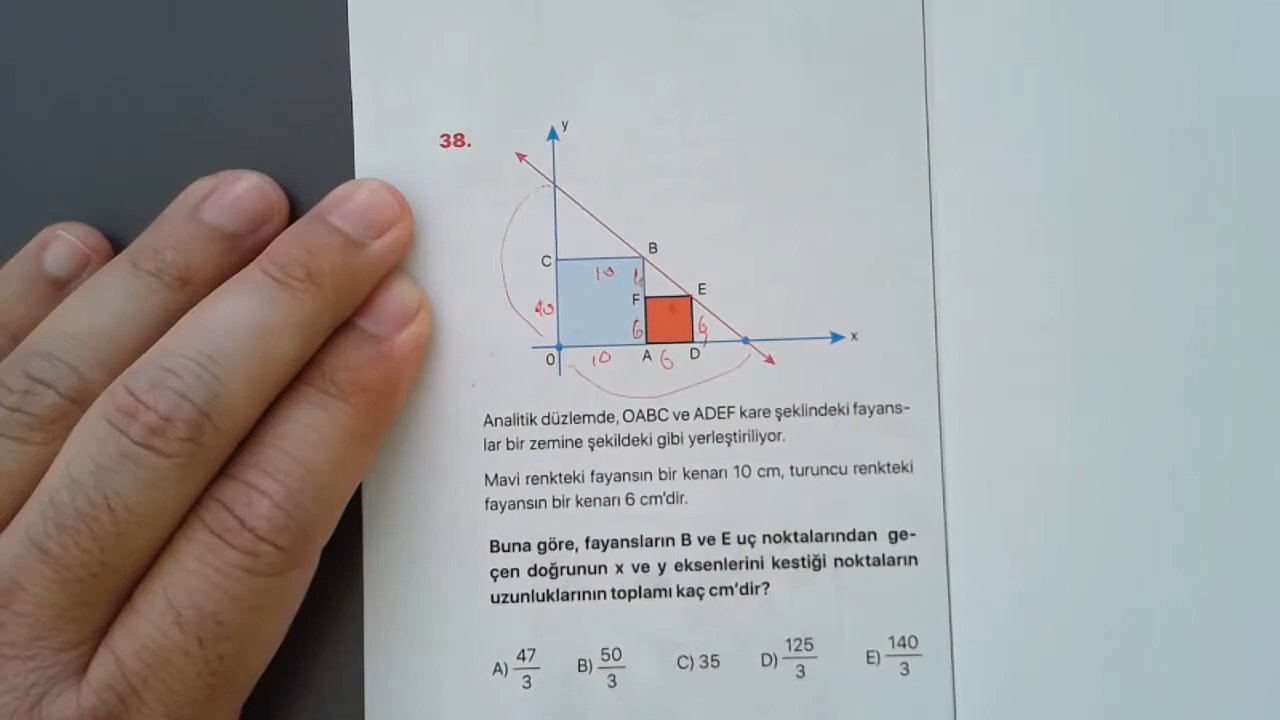 38.
y
C
B
10
F
E
10
6
6
x
O
10
A
6
D
Analitik düzlemde, OABC ve ADEF kare şeklindeki fayans-
lar bir zemine şekildeki gibi yerleştiriliyor.
Mavi renkteki fayansın bir kenarı 10 cm, turuncu renkteki
fayansın bir kenarı 6 cm'dir.
Buna göre, fayansların B ve E uç noktalarından ge-
çen doğrunun x ve y eksenlerini kestiği noktaların
uzunluklarının toplamı kaç cm'dir?
A) 47/3 B) 50/3 C) 35 D) 125/3 E) 140/3